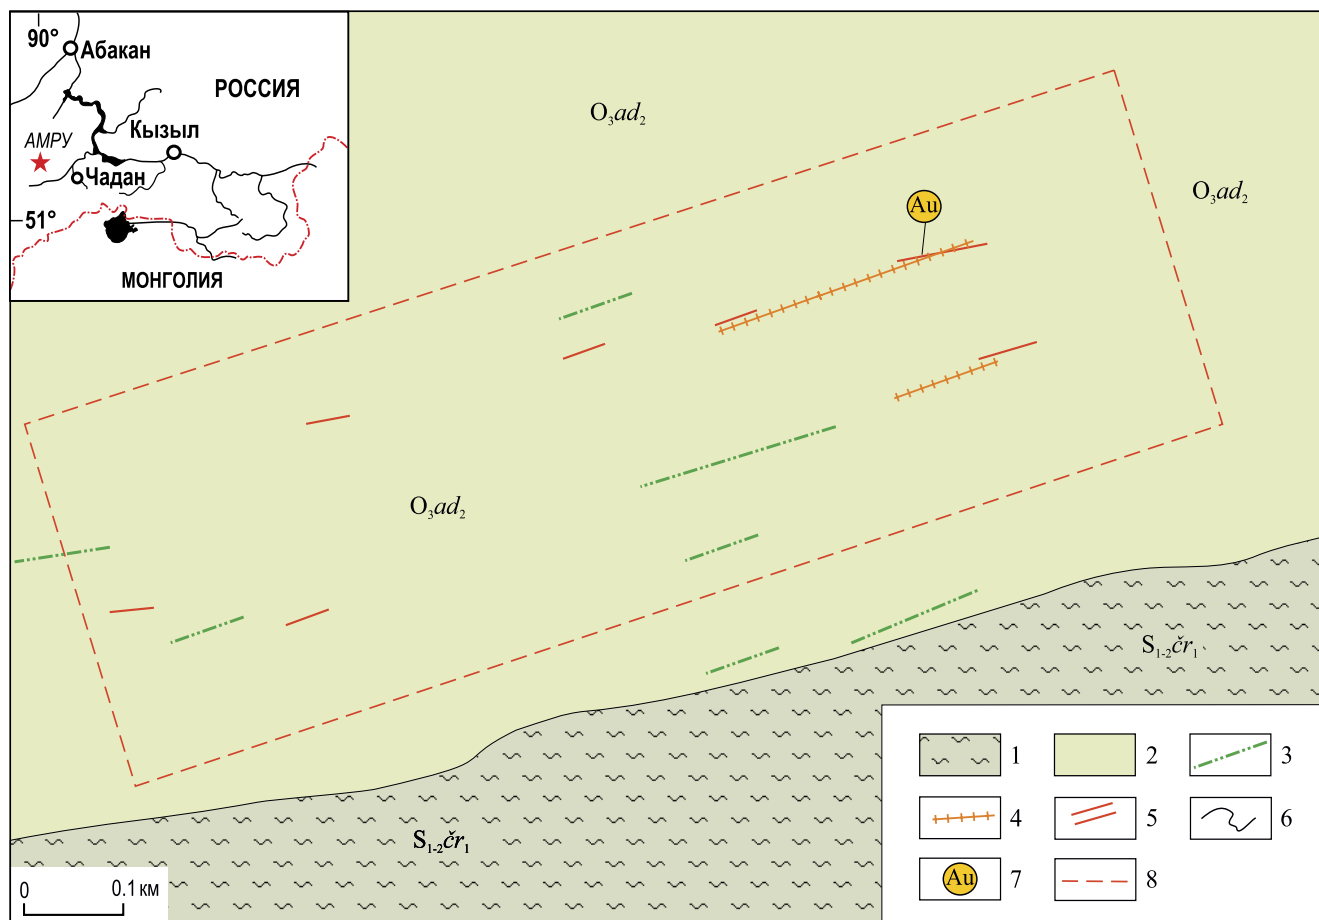 90°
Абакан
РОССИЯ
Кызыл
АМРУ
Чадан
51°
МОНГОЛИЯ
O₃ad₂
O₃ad₂
Au
O₃ad₂
S₁₋₂čr₁
S₁₋₂čr₁
0 0.1 км
1 2 3
4 5 6
Au 7 8